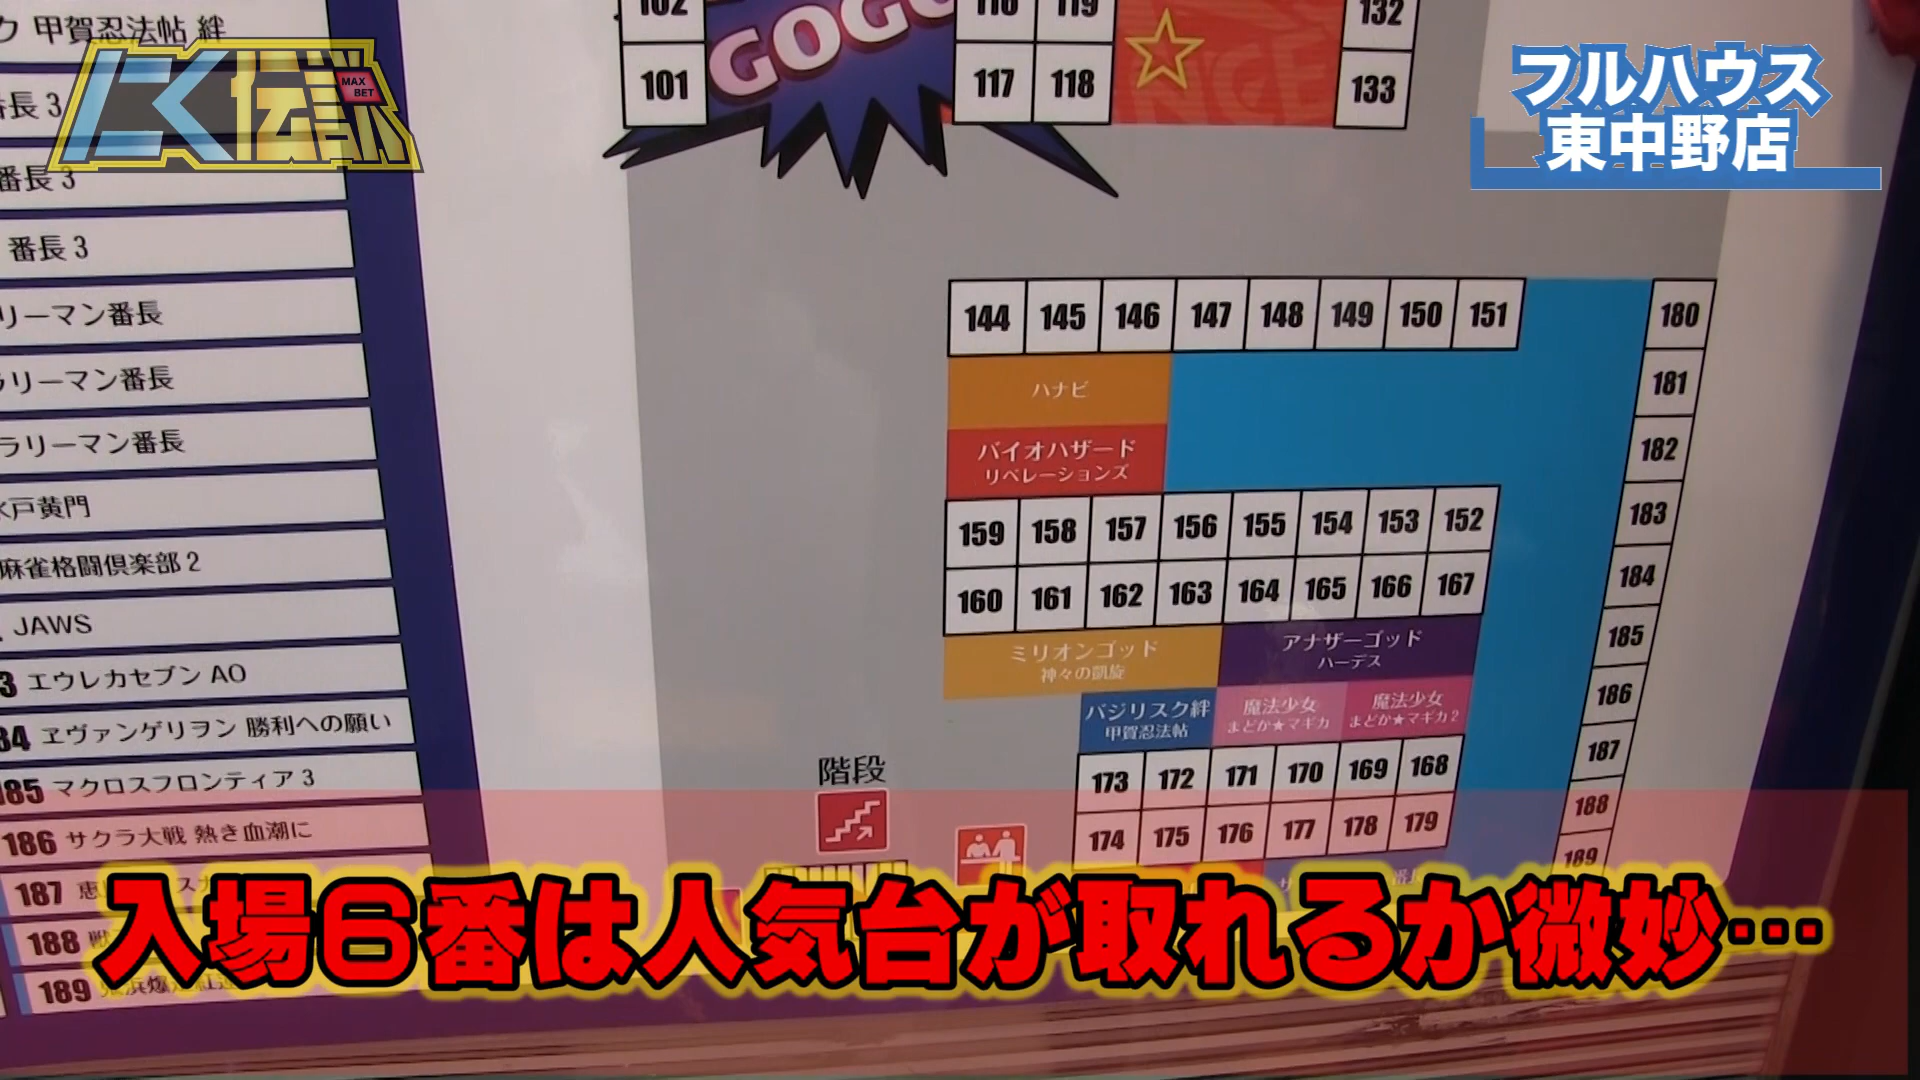 甲賀忍法帖 絆
番長 3
番長 3
番長 3
リーマン番長
ラリーマン番長
ラリーマン番長
水戸黄門
麻雀格闘倶楽部 2
JAWS
3 エウレカセブン AO
84 ヱヴァンゲリヲン 勝利への願い
185 マクロスフロンティア 3
186 サクラ大戦 熱き血潮に
187
188
189
伝説
MAX
BET
フルハウス
東中野店
102
101
GOGO
116 119
117 118
132
133
144 145 146 147 148 149 150 151
ハナビ
バイオハザード
リベレーションズ
159 158 157 156 155 154 153 152
160 161 162 163 164 165 166 167
ミリオンゴッド
神々の凱旋
アナザーゴッド
ハーデス
バジリスク絆
甲賀忍法帖
魔法少女
まどか★マギカ
魔法少女
まどか★マギカ2
173 172 171 170 169 168
174 175 176 177 178 179
階段
180
181
182
183
184
185
186
187
188
189
入場6番は人気台が取れるか微妙…